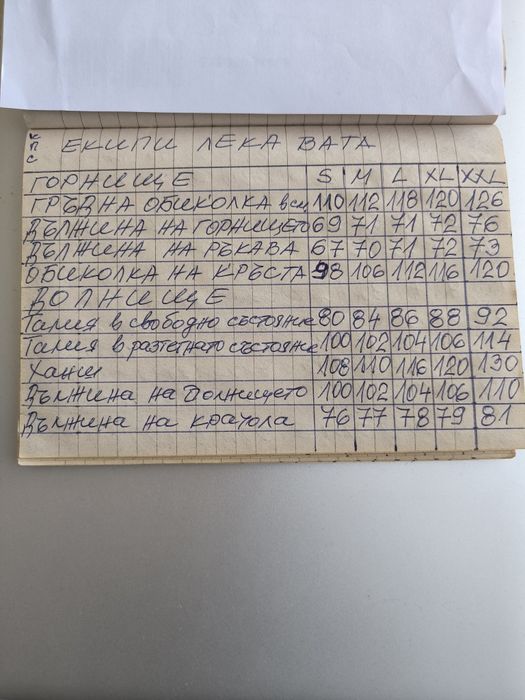 К
П
С
ЕКИПИ ЛЕКА ВАТА
ГОРНИЩЕ S M L XL XXL
ГРЪДНА ОБИКОЛКА в см 110 112 118 120 126
ДЪЛЖИНА НА ГОРНИЩЕТО 69 71 71 72 76
ДЪЛЖИНА НА РЪКАВА 67 70 71 72 73
ОБИКОЛКА НА КРЪСТА 98 106 112 116 120
ДОЛНИЩЕ
Талия в свободно състояние 80 84 86 88 92
Талия в разтегнато състояние 100 102 104 106 114
Ханш 108 110 116 120 130
Дължина на долнището 100 102 104 106 110
Дължина на крачола 76 77 78 79 81